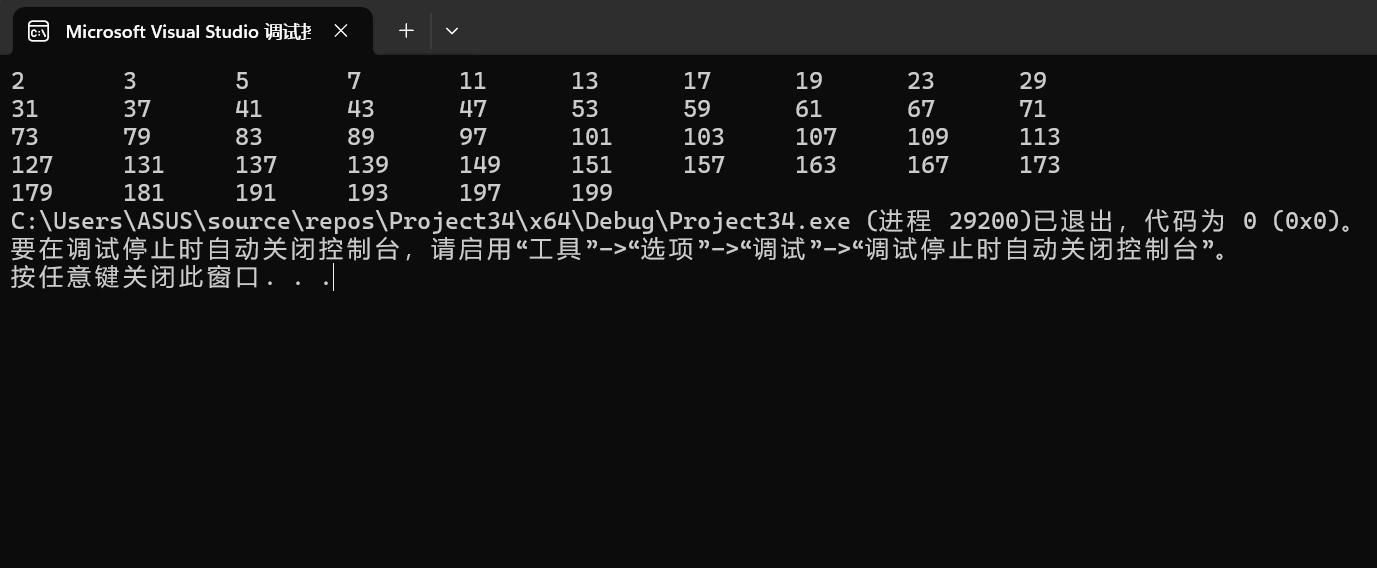 Microsoft Visual Studio 调试
2 3 5 7 11 13 17 19 23 29
31 37 41 43 47 53 59 61 67 71
73 79 83 89 97 101 103 107 109 113
127 131 137 139 149 151 157 163 167 173
179 181 191 193 197 199
C:\Users\ASUS\source\repos\Project34\x64\Debug\Project34.exe (进程 29200)已退出，代码为 0 (0x0)。
要在调试停止时自动关闭控制台，请启用“工具”->“选项”->“调试”->“调试停止时自动关闭控制台”。
按任意键关闭此窗口. . .